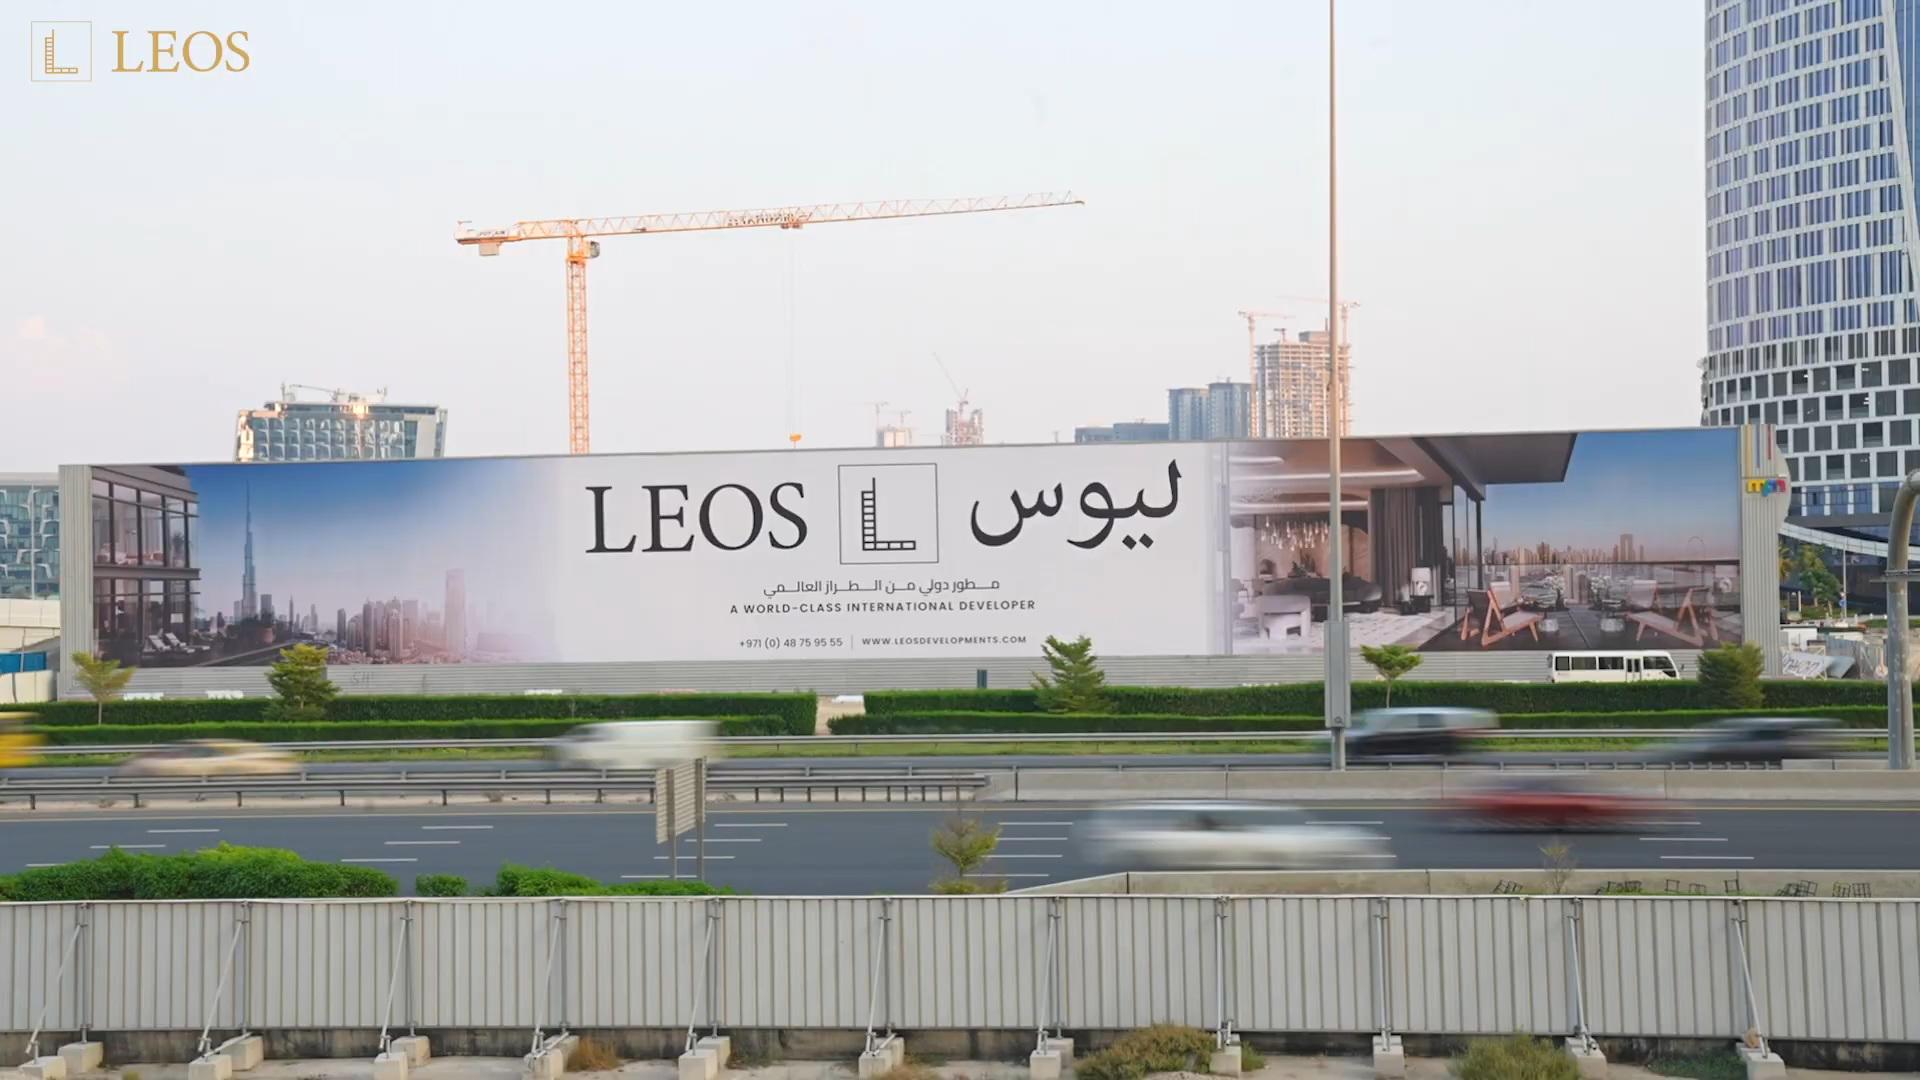 LEOS
LEOS ليوس
مطور دولي من الطراز العالمي
A WORLD-CLASS INTERNATIONAL DEVELOPER
+971 (0) 48 75 95 55 | WWW.LEOSDEVELOPMENTS.COM